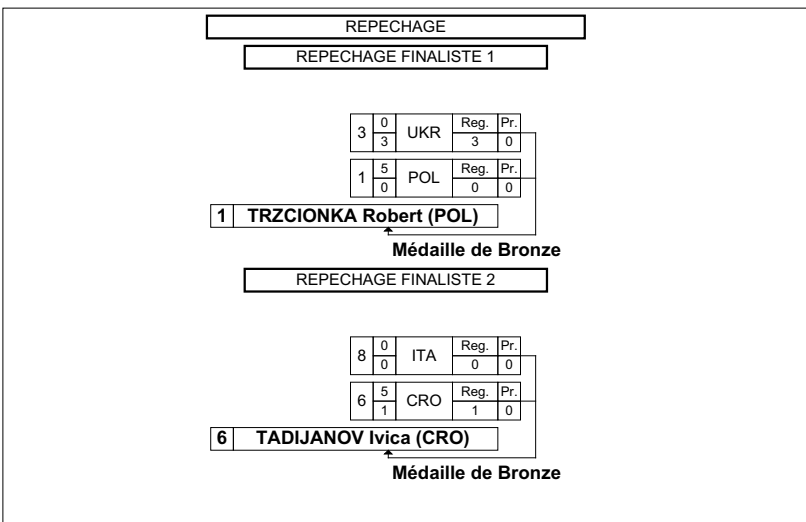 REPECHAGE
REPECHAGE FINALISTE 1
3 0 UKR Reg. Pr.
3 3 0
1 5 POL Reg. Pr.
0 0 0
1 TRZCIONKA Robert (POL)
Médaille de Bronze
REPECHAGE FINALISTE 2
8 0 ITA Reg. Pr.
0 0 0
6 5 CRO Reg. Pr.
1 1 0
6 TADIJANOV Ivica (CRO)
Médaille de Bronze